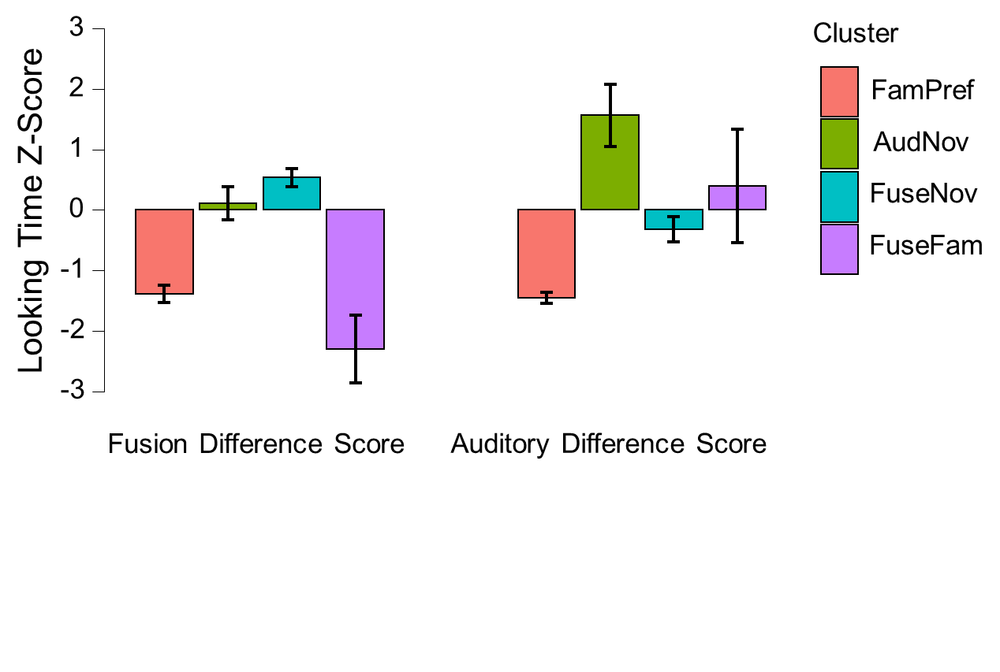 Looking Time Z-Score
3
2
1
0
-1
-2
-3
Fusion Difference Score
Auditory Difference Score
Cluster
FamPref
AudNov
FuseNov
FuseFam